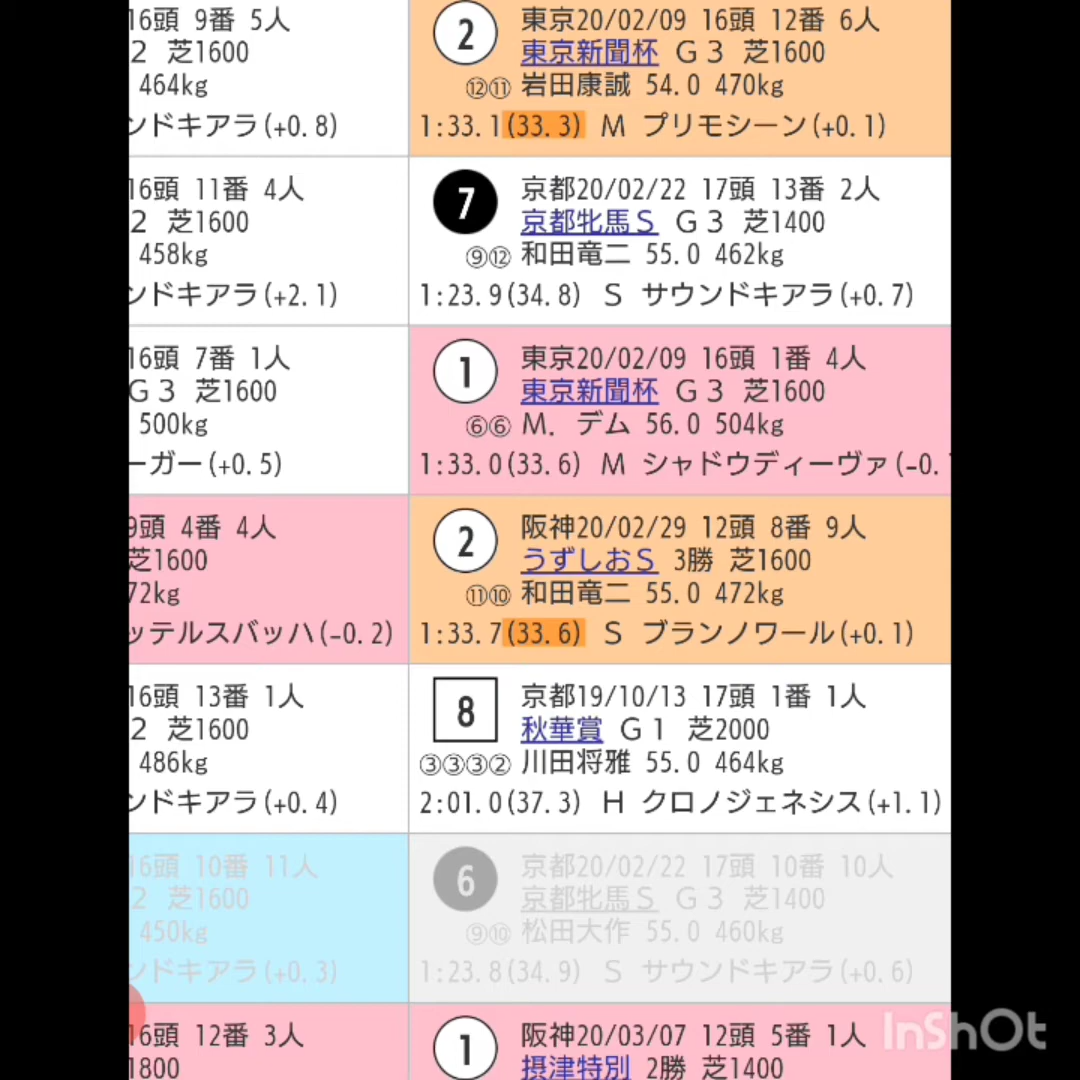 16頭 9番 5人
2 芝1600
464kg
ンドキアラ(+0.8)
2 東京20/02/09 16頭 12番 6人
東京新聞杯 G3 芝1600
⑫⑪ 岩田康誠 54.0 470kg
1:33.1(33.3) M プリモシーン(+0.1)
16頭 11番 4人
2 芝1600
458kg
ンドキアラ(+2.1)
7 京都20/02/22 17頭 13番 2人
京都牝馬S G3 芝1400
⑨⑫ 和田竜二 55.0 462kg
1:23.9(34.8) S サウンドキアラ(+0.7)
16頭 7番 1人
G3 芝1600
500kg
ーガー(+0.5)
1 東京20/02/09 16頭 1番 4人
東京新聞杯 G3 芝1600
⑥⑥ M.デム 56.0 504kg
1:33.0(33.6) M シャドウディーヴァ(-0.
9頭 4番 4人
芝1600
72kg
ッテルスバッハ(-0.2)
2 阪神20/02/29 12頭 8番 9人
うずしおS 3勝 芝1600
⑪⑩ 和田竜二 55.0 472kg
1:33.7(33.6) S ブランノワール(+0.1)
16頭 13番 1人
2 芝1600
486kg
ンドキアラ(+0.4)
8 京都19/10/13 17頭 1番 1人
秋華賞 G1 芝2000
③③③② 川田将雅 55.0 464kg
2:01.0(37.3) H クロノジェネシス(+1.1)
16頭 10番 11人
2 芝1600
450kg
ンドキアラ(+0.3)
6 京都20/02/22 17頭 10番 10人
京都牝馬S G3 芝1400
⑨⑩ 松田大作 55.0 460kg
1:23.8(34.9) S サウンドキアラ(+0.6)
16頭 12番 3人
1800
1 阪神20/03/07 12頭 5番 1人
摂津特別 2勝 芝1400
InShOt